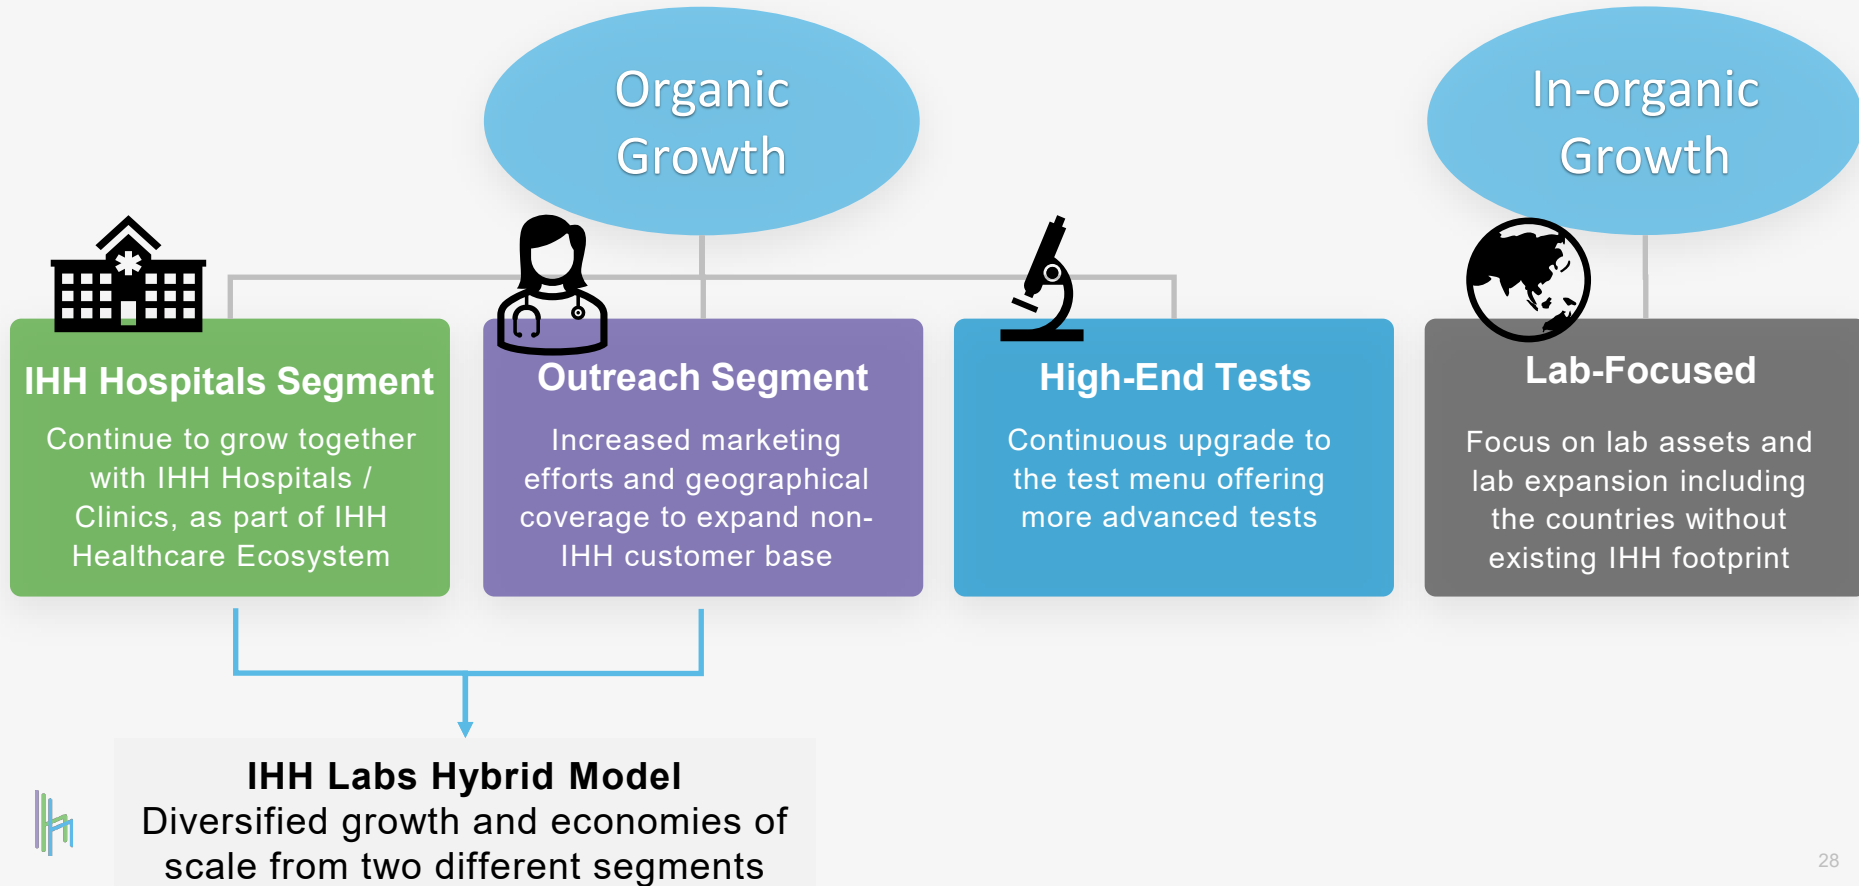 Organic
Growth
In-organic
Growth
IHH Hospitals Segment
Continue to grow together
with IHH Hospitals /
Clinics, as part of IHH
Healthcare Ecosystem
Outreach Segment
Increased marketing
efforts and geographical
coverage to expand non-
IHH customer base
High-End Tests
Continuous upgrade to
the test menu offering
more advanced tests
Lab-Focused
Focus on lab assets and
lab expansion including
the countries without
existing IHH footprint
IHH Labs Hybrid Model
Diversified growth and economies of
scale from two different segments
28